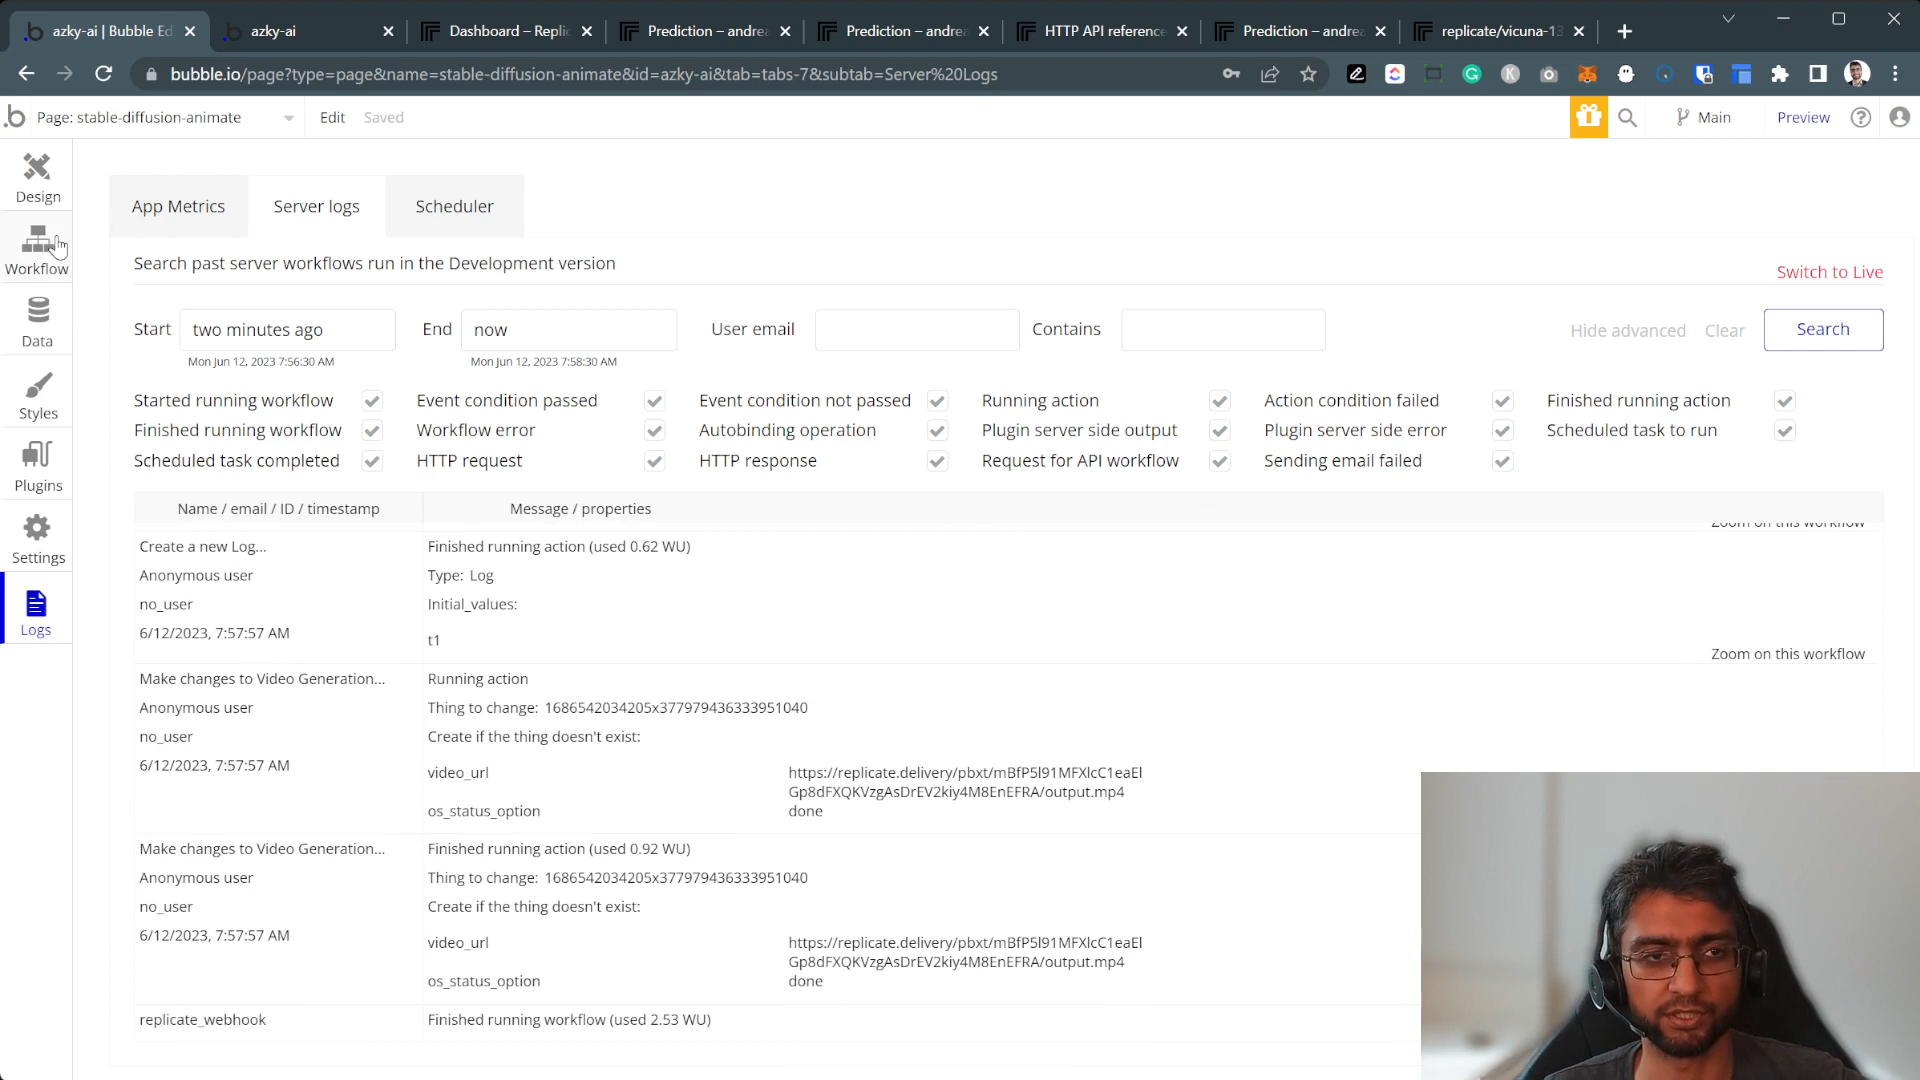 azky-ai | Bubble Ed
azky-ai
Dashboard – Replic
Prediction – andrea
Prediction – andrea
HTTP API reference
Prediction – andrea
replicate/vicuna-13
bubble.io/page?type=page&name=stable-diffusion-animate&id=azky-ai&tab=tabs-7&subtab=Server%20Logs
Page: stable-diffusion-animate
Edit
Saved
Main
Preview
Design
Workflow
Data
Styles
Plugins
Settings
Logs
App Metrics
Server logs
Scheduler
Search past server workflows run in the Development version
Switch to Live
Start
two minutes ago
End
now
User email
Contains
Hide advanced
Clear
Search
Mon Jun 12, 2023 7:56:30 AM
Mon Jun 12, 2023 7:58:30 AM
Started running workflow
Event condition passed
Event condition not passed
Running action
Action condition failed
Finished running action
Finished running workflow
Workflow error
Autobinding operation
Plugin server side output
Plugin server side error
Scheduled task to run
Scheduled task completed
HTTP request
HTTP response
Request for API workflow
Sending email failed
Name / email / ID / timestamp
Message / properties
Zoom on this workflow
Create a new Log...
Finished running action (used 0.62 WU)
Anonymous user
Type: Log
no_user
Initial_values:
6/12/2023, 7:57:57 AM
t1
Zoom on this workflow
Make changes to Video Generation...
Running action
Anonymous user
Thing to change: 1686542034205x377979436333951040
no_user
Create if the thing doesn't exist:
6/12/2023, 7:57:57 AM
video_url
https://replicate.delivery/pbxt/mBfP5l91MFXlcC1eaEl
Gp8dFXQKVzgAsDrEV2kiy4M8EnEFRA/output.mp4
os_status_option
done
Make changes to Video Generation...
Finished running action (used 0.92 WU)
Anonymous user
Thing to change: 1686542034205x377979436333951040
no_user
Create if the thing doesn't exist:
6/12/2023, 7:57:57 AM
video_url
https://replicate.delivery/pbxt/mBfP5l91MFXlcC1eaEl
Gp8dFXQKVzgAsDrEV2kiy4M8EnEFRA/output.mp4
os_status_option
done
replicate_webhook
Finished running workflow (used 2.53 WU)